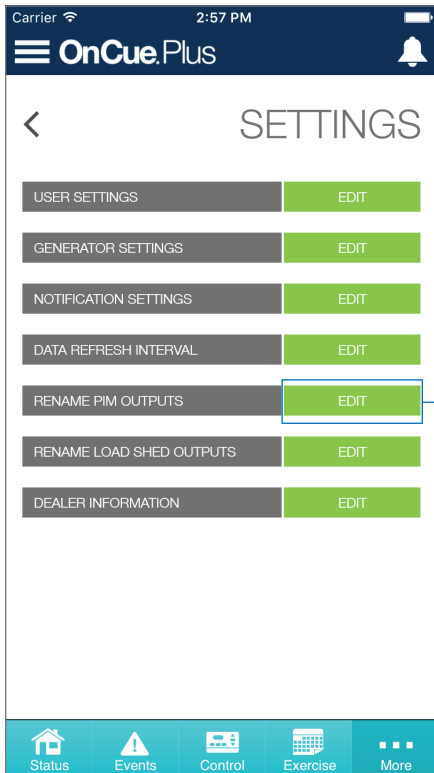 Carrier 2:57 PM
OnCue.Plus
SETTINGS
USER SETTINGS EDIT
GENERATOR SETTINGS EDIT
NOTIFICATION SETTINGS EDIT
DATA REFRESH INTERVAL EDIT
RENAME PIM OUTPUTS EDIT
RENAME LOAD SHED OUTPUTS EDIT
DEALER INFORMATION EDIT
Status Events Control Exercise More